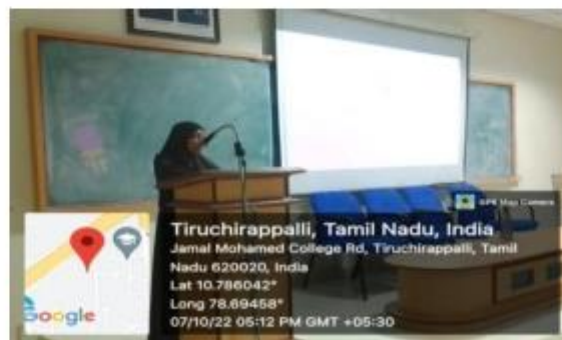 GPS Map Camera
Tiruchirappalli, Tamil Nadu, India
Jamal Mohamed College Rd, Tiruchirappalli, Tamil
Nadu 620020, India
Lat 10.786042°
Long 78.69458°
07/10/22 05:12 PM GMT +05:30
Google